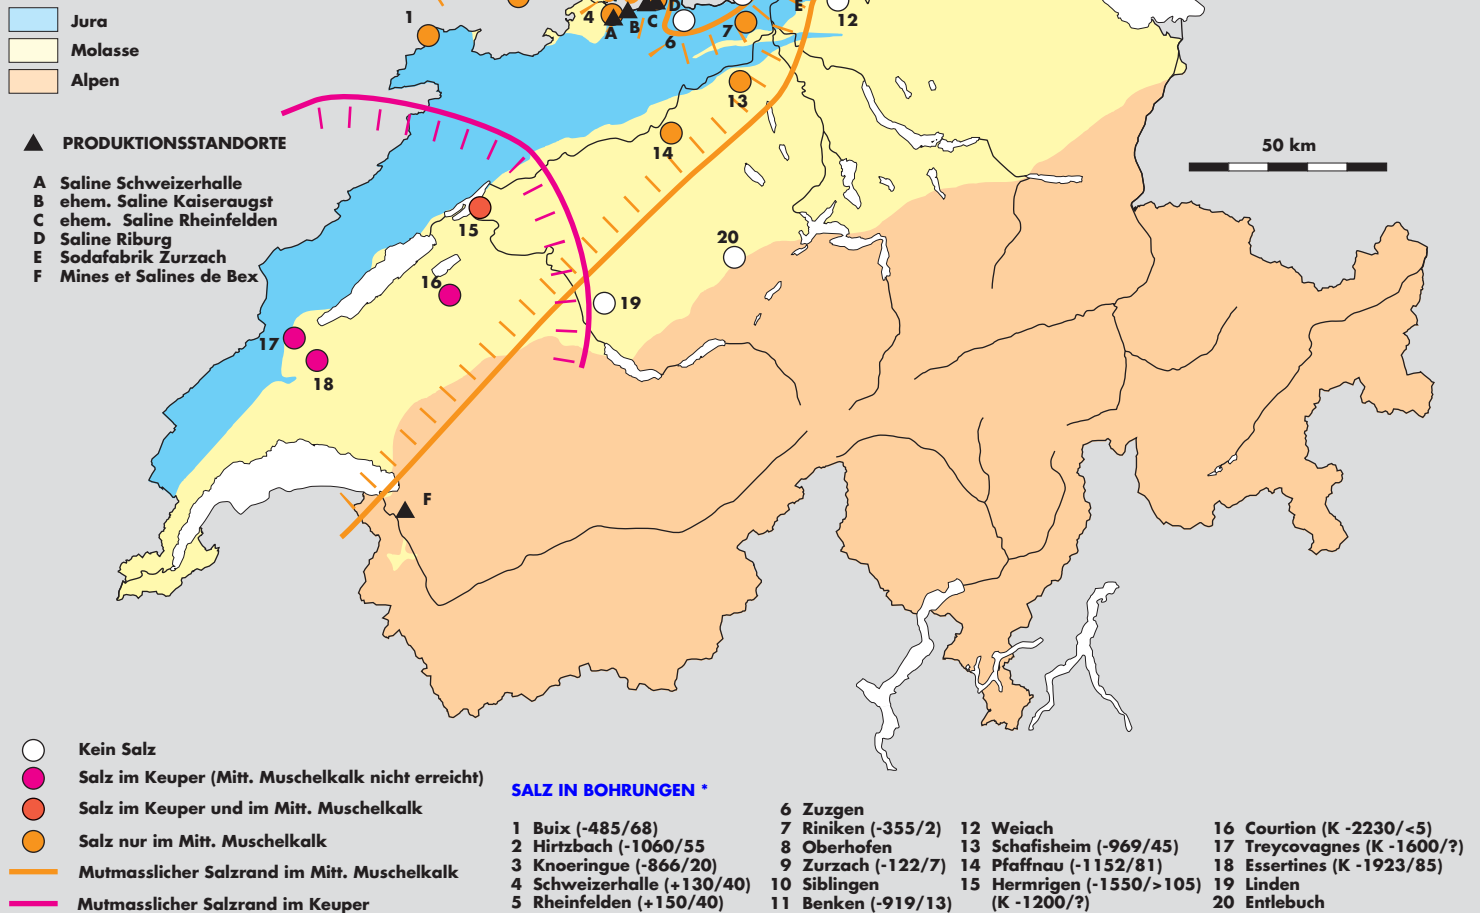 Jura
Molasse
Alpen
PRODUKTIONSSTANDORTE
A Saline Schweizerhalle
B ehem. Saline Kaiseraugst
C ehem. Saline Rheinfelden
D Saline Riburg
E Sodafabrik Zurzach
F Mines et Salines de Bex
1
4
A
B
C
D
6
7
E
12
13
14
15
16
17
18
19
20
F
50 km
Kein Salz
Salz im Keuper (Mitt. Muschelkalk nicht erreicht)
Salz im Keuper und im Mitt. Muschelkalk
Salz nur im Mitt. Muschelkalk
Mutmasslicher Salzrand im Mitt. Muschelkalk
Mutmasslicher Salzrand im Keuper
SALZ IN BOHRUNGEN *
1 Buix (-485/68)
2 Hirtzbach (-1060/55
3 Knoeringue (-866/20)
4 Schweizerhalle (+130/40)
5 Rheinfelden (+150/40)
6 Zuzgen
7 Riniken (-355/2)
8 Oberhofen
9 Zurzach (-122/7)
10 Siblingen
11 Benken (-919/13)
12 Weiach
13 Schafisheim (-969/45)
14 Pfaffnau (-1152/81)
15 Hermrigen (-1550/>105)
(K -1200/?)
16 Courtion (K -2230/<5)
17 Treycovagnes (K -1600/?)
18 Essertines (K -1923/85)
19 Linden
20 Entlebuch